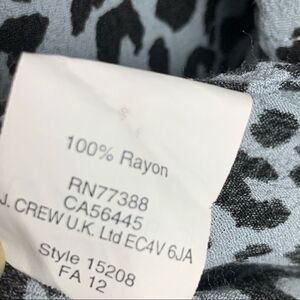 100% Rayon
RN77388
CA56445
J. CREW U.K. Ltd EC4V 6JA
Style 15208
FA 12